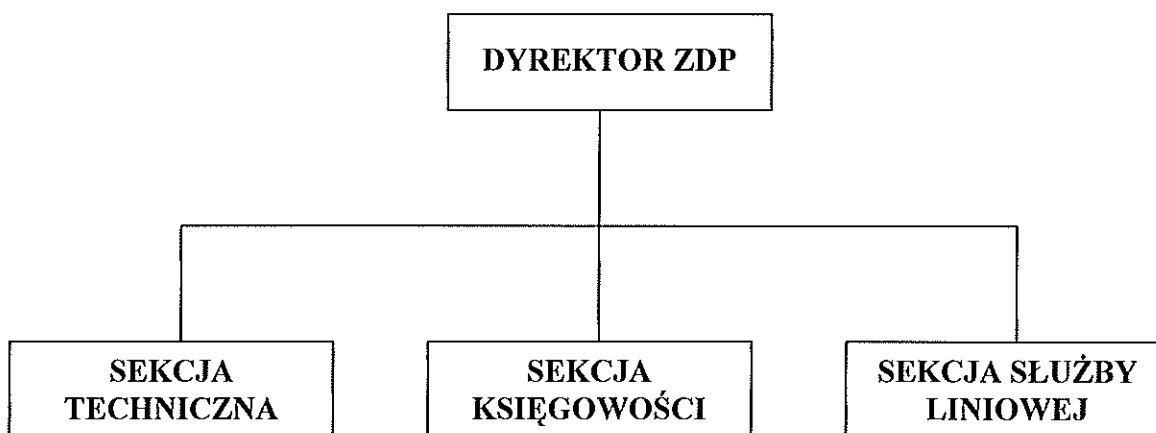 DYREKTOR ZDP
SEKCJA
TECHNICZNA
SEKCJA
KSIĘGOWOŚCI
SEKCJA SŁUŻBY
LINIOWEJ